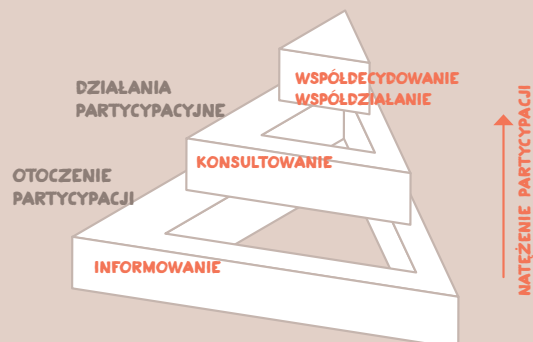 WSPÓŁDECYDOWANIE
WSPÓŁDZIAŁANIE
DZIAŁANIA
PARTYCYPACYJNE
KONSULTOWANIE
OTOCZENIE
PARTYCYPACJI
INFORMOWANIE
NATĘŻENIE PARTYCYPACJI